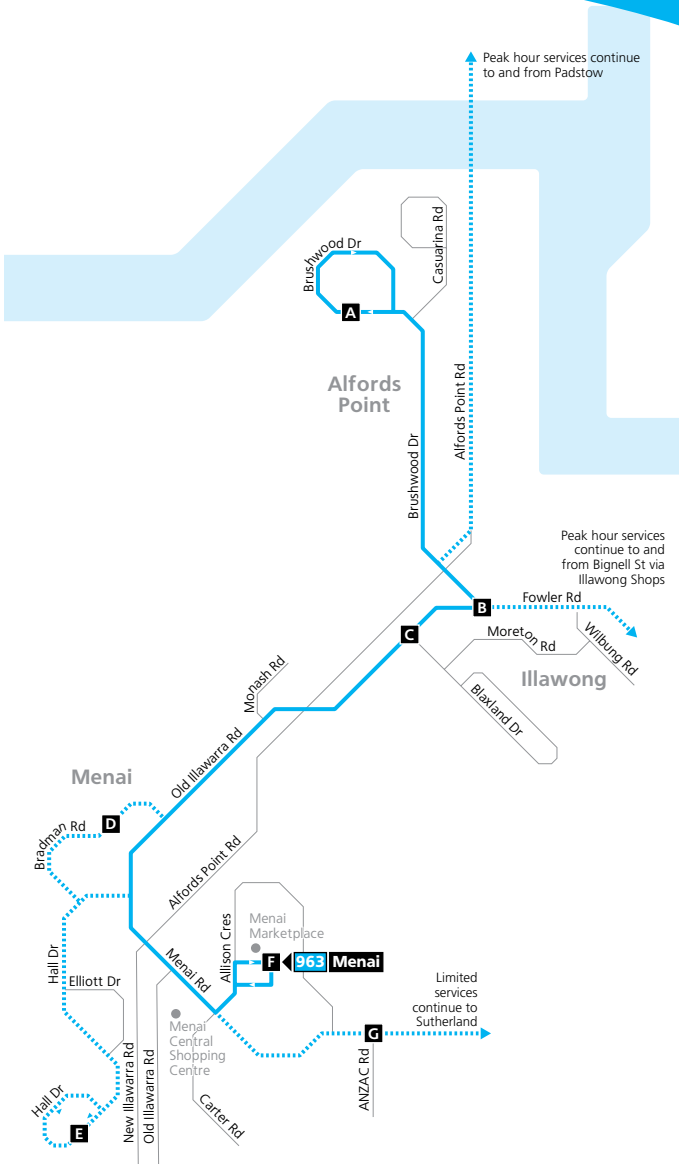 Peak hour services continue
to and from Padstow
Casuarina Rd
Brushwood Dr
A
Alfords
Point
Alfords Point Rd
Brushwood Dr
Peak hour services
continue to and
from Bignell St via
Illawong Shops
Fowler Rd
B
C
Moreton Rd
Wilbung Rd
Illawong
Blaxland Dr
Monash Rd
Old Illawarra Rd
Menai
D
Bradman Rd
Alfords Point Rd
Menai
Marketplace
Allison Cres
F
963 Menai
Hall Dr
Menai Rd
Elliott Dr
Limited
services
continue to
Sutherland
Menai
Central
Shopping
Centre
G
New Illawarra Rd
Old Illawarra Rd
ANZAC Rd
Hall Dr
Carter Rd
E